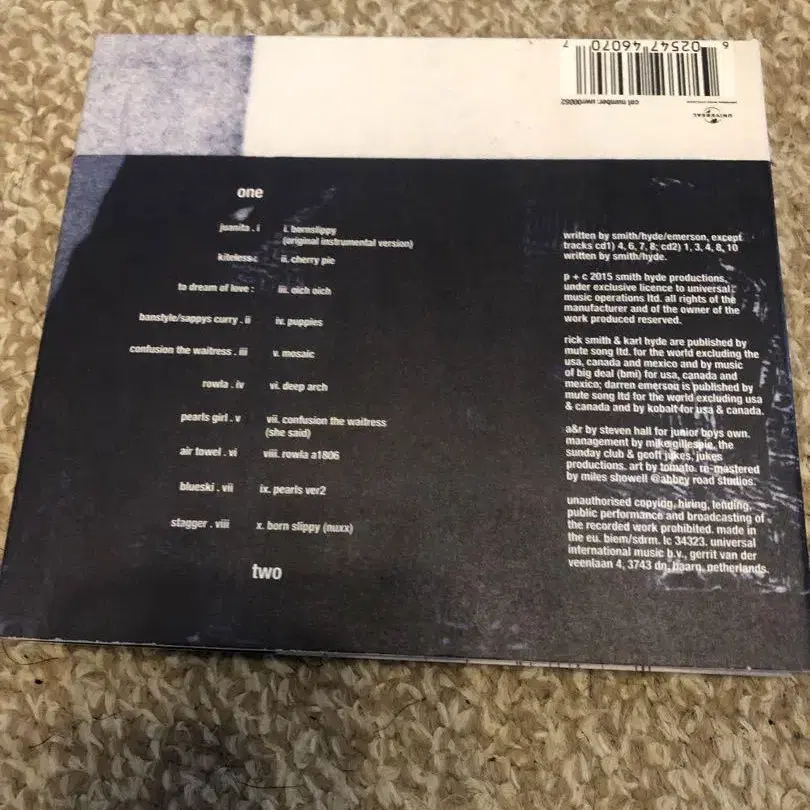 6 02547 46070 7
cat number:
UNIVERSAL
one
juanita . i
kiteless :
to dream of love :
banstyle/sappys curry . ii
confusion the waitress . iii
rowla . iv
pearls girl . v
air towel . vi
blueski . vii
stagger . viii
i. bornslippy
(original instrumental version)
ii. cherry pie
iii. oich oich
iv. puppies
v. mosaic
vi. deep arch
vii. confusion the waitress
(she said)
viii. rowla a1806
ix. pearls ver2
x. born slippy (nuxx)
two
written by smith/hyde/emerson, except
tracks cd1) 4, 6, 7, 8; cd2) 1, 3, 4, 8, 10
written by smith/hyde.
p + c 2015 smith hyde productions,
under exclusive licence to universal
music operations ltd. all rights of the
manufacturer and of the owner of the
work produced reserved.
rick smith & karl hyde are published by
mute song ltd. for the world excluding the
usa, canada and mexico and by music
of big deal (bmi) for usa, canada and
mexico; darren emerson is published by
mute song ltd for the world excluding usa
& canada and by kobalt for usa & canada.
a&r by steven hall for junior boys own.
management by mike gillespie, the
sunday club & geoff jukes, jukes
productions. art by tomato. re-mastered
by miles showell @abbey road studios.
unauthorised copying, hiring, lending,
public performance and broadcasting of
the recorded work prohibited. made in
the eu. biem/sdrm. lc 34323. universal
international music b.v., gerrit van der
veenlaan 4, 3743 dn, baarn, netherlands.